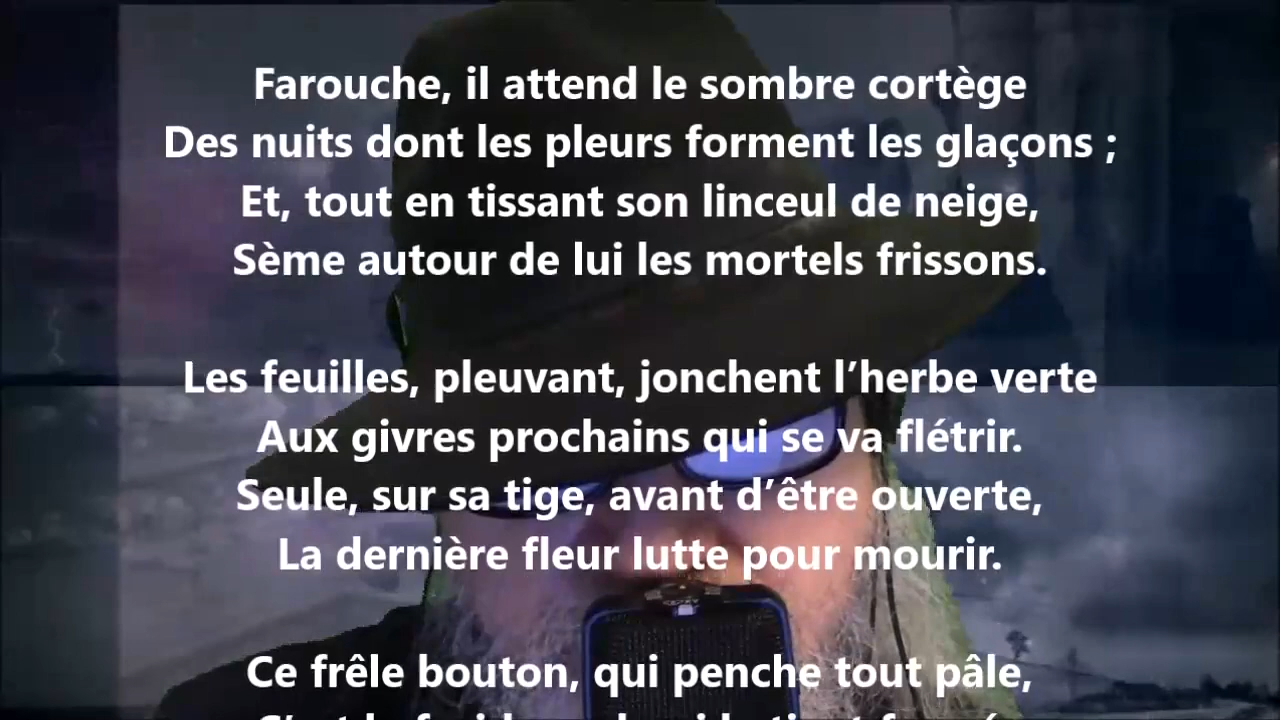 Farouche, il attend le sombre cortège
Des nuits dont les pleurs forment les glaçons ;
Et, tout en tissant son linceul de neige,
Sème autour de lui les mortels frissons.
Les feuilles, pleuvant, jonchent l’herbe verte
Aux givres prochains qui se va flétrir.
Seule, sur sa tige, avant d’être ouverte,
La dernière fleur lutte pour mourir.
Ce frêle bouton, qui penche tout pâle,